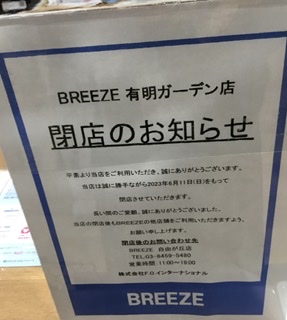 BREEZE 有明ガーデン店
閉店のお知らせ
平素より当店をご利用いただき、誠にありがとうございます。
当店は誠に勝手ながら2023年6月11日(日)をもって
閉店させていただきます。
長い間のご愛顧、誠にありがとうございました。
当店の閉店後もBREEZEの他店舗をご利用いただきますよう、
お願い申し上げます。
閉店後のお問い合わせ先
BREEZE 自由が丘店
TEL,03-6459-5480
営業時間:11:00~19:00
株式会社F.O.インターナショナル
BREEZE